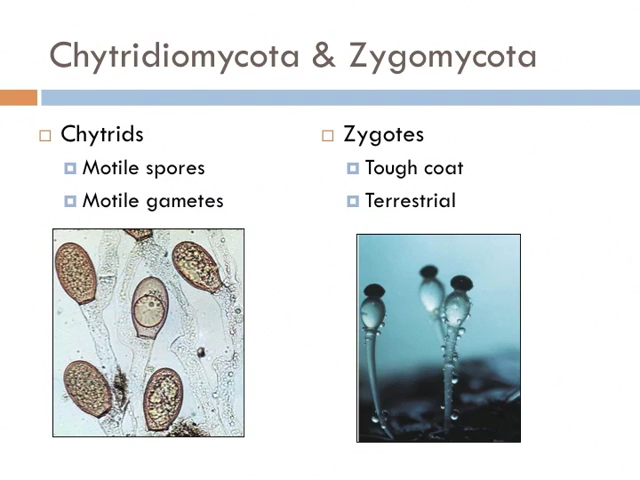 Chytridiomycota & Zygomycota
Chytrids
Motile spores
Motile gametes
Zygotes
Tough coat
Terrestrial